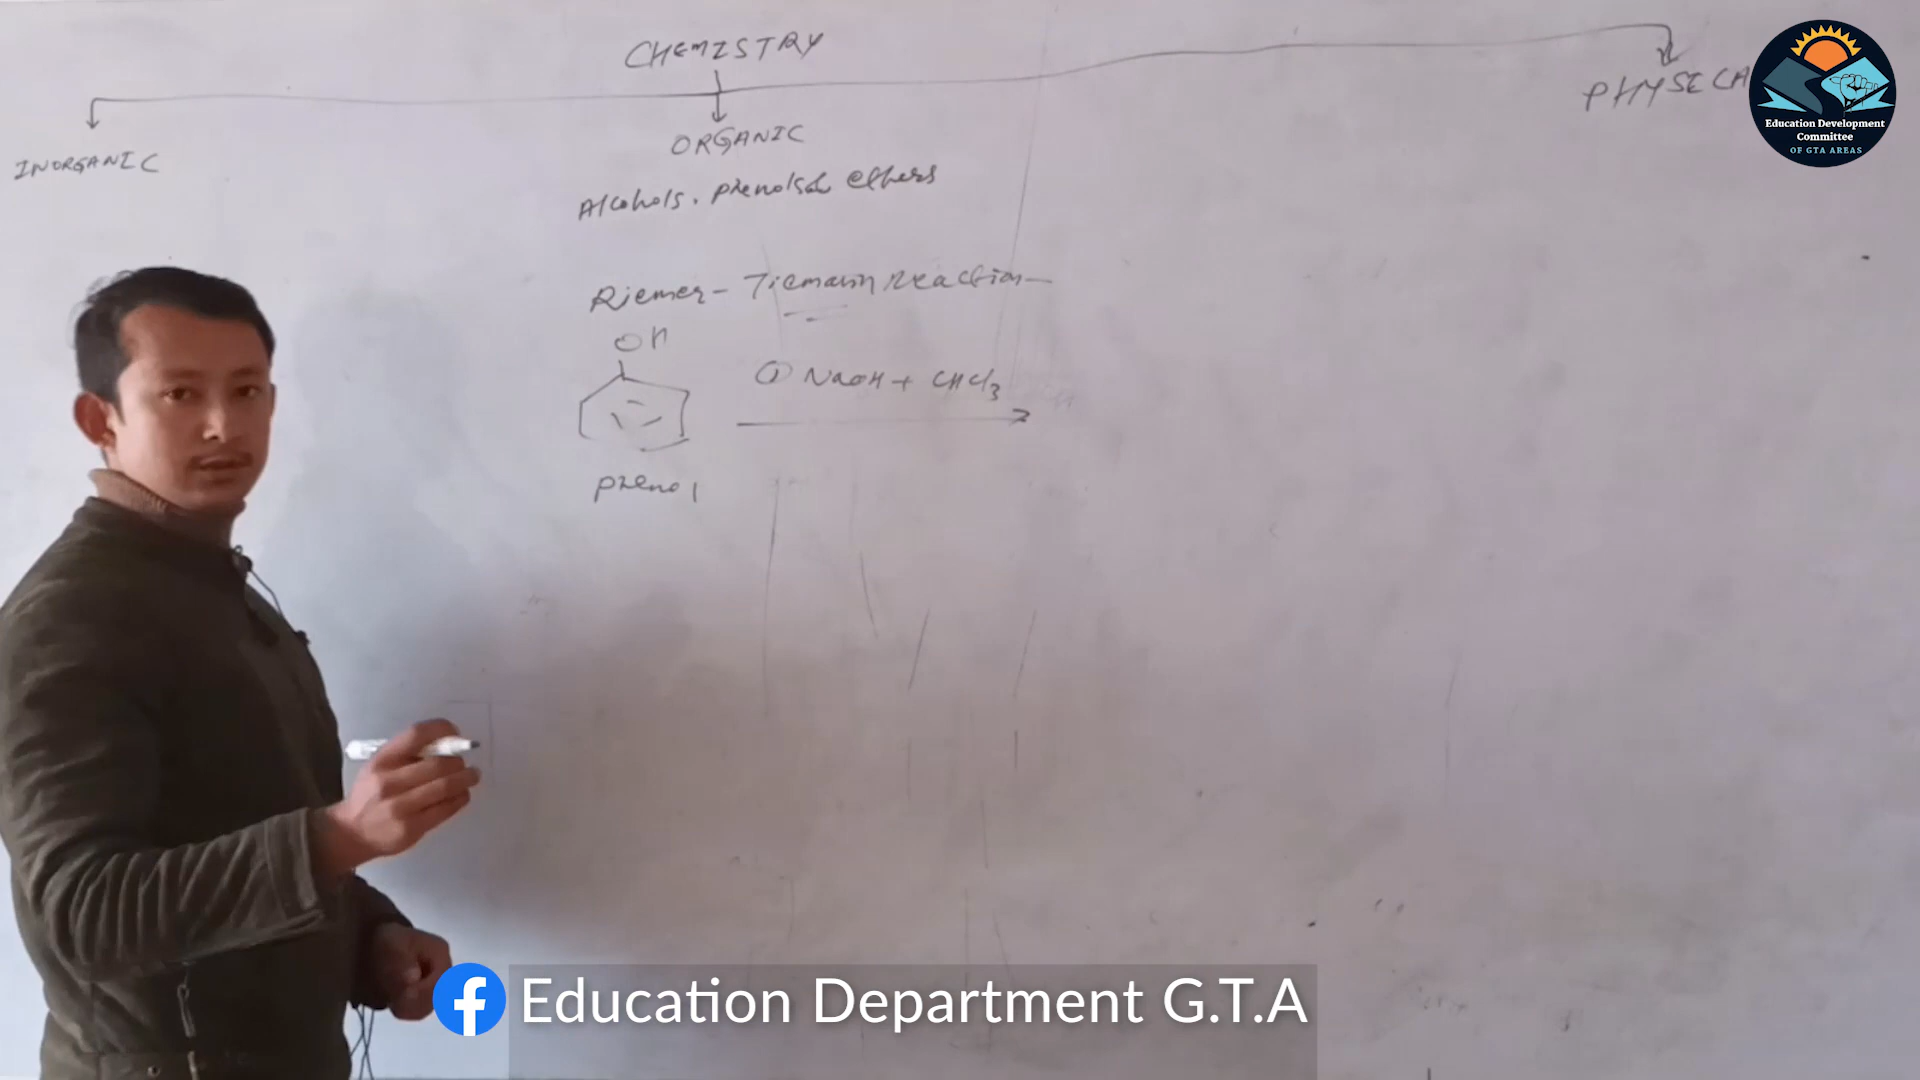 CHEMISTRY
INORGANIC
ORGANIC
PHYSICA
Alcohols, phenols & ethers
Riemer - Tiemann reaction
OH
① NaOH + CHCl3
phenol
Education Development
Committee
OF GTA AREAS
Education Department G.T.A